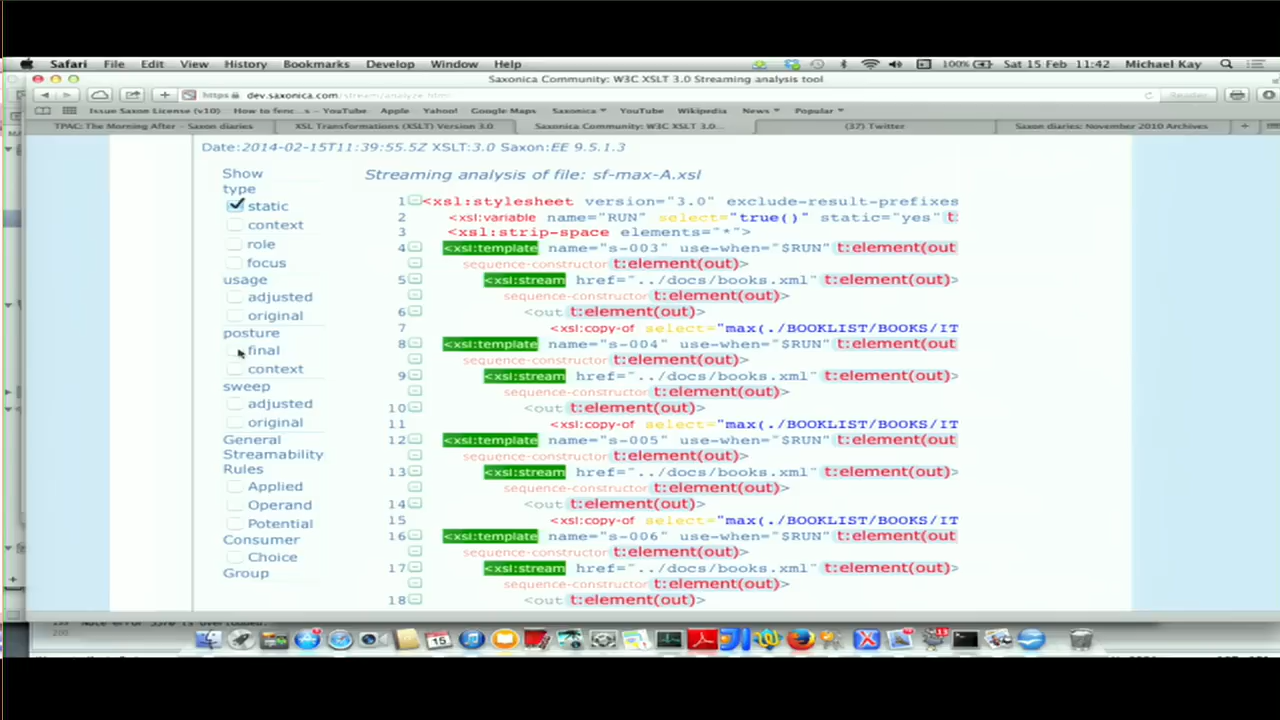 Safari File Edit View History Bookmarks Develop Window Help 100% Sat 15 Feb 11:42 Michael Kay
Saxonica Community: W3C XSLT 3.0 Streaming analysis tool
https dev.saxonica.com/stream/analyze.html Reader
Issue Saxon License (v10) How to fenc... s – YouTube Apple Yahoo! Google Maps Saxonica YouTube Wikipedia News Popular
TPAC: The Morning After – Saxon diaries XSL Transformations (XSLT) Version 3.0 Saxonica Community: W3C XSLT 3.0... (37) Twitter Saxon diaries: November 2010 Archives
Date:2014-02-15T11:39:55.5Z XSLT:3.0 Saxon:EE 9.5.1.3
Show
type
static
context
role
focus
usage
adjusted
original
posture
final
context
sweep
adjusted
original
General
Streamability
Rules
Applied
Operand
Potential
Consumer
Choice
Group
Streaming analysis of file: sf-max-A.xsl
1 <xsl:stylesheet version="3.0" exclude-result-prefixes
2 <xsl:variable name="RUN" select="true()" static="yes" t:
3 <xsl:strip-space elements="*">
4 <xsl:template name="s-003" use-when="$RUN" t:element(out
sequence-constructor t:element(out)>
5 <xsl:stream href="../docs/books.xml" t:element(out)>
sequence-constructor t:element(out)>
6 <out t:element(out)>
7 <xsl:copy-of select="max(./BOOKLIST/BOOKS/IT
8 <xsl:template name="s-004" use-when="$RUN" t:element(out
sequence-constructor t:element(out)>
9 <xsl:stream href="../docs/books.xml" t:element(out)>
sequence-constructor t:element(out)>
10 <out t:element(out)>
11 <xsl:copy-of select="max(./BOOKLIST/BOOKS/IT
12 <xsl:template name="s-005" use-when="$RUN" t:element(out
sequence-constructor t:element(out)>
13 <xsl:stream href="../docs/books.xml" t:element(out)>
sequence-constructor t:element(out)>
14 <out t:element(out)>
15 <xsl:copy-of select="max(./BOOKLIST/BOOKS/IT
16 <xsl:template name="s-006" use-when="$RUN" t:element(out
sequence-constructor t:element(out)>
17 <xsl:stream href="../docs/books.xml" t:element(out)>
sequence-constructor t:element(out)>
18 <out t:element(out)>